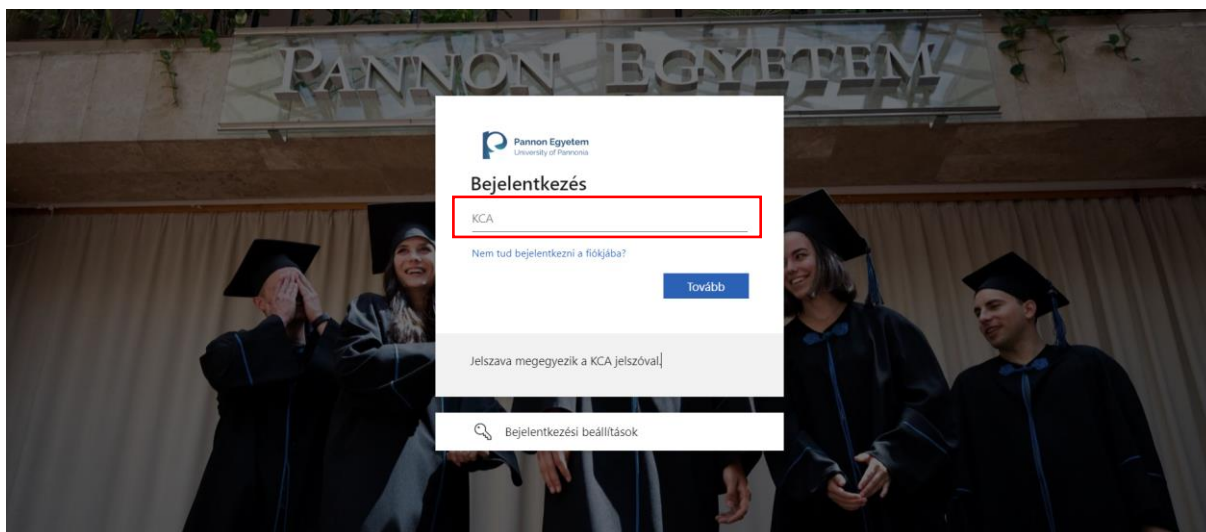 PANNON EGYETEM
Pannon Egyetem
University of Pannonia
Bejelentkezés
KCA
Nem tud bejelentkezni a fiókjába?
Tovább
Jelszava megegyezik a KCA jelszóval.
Bejelentkezési beállítások